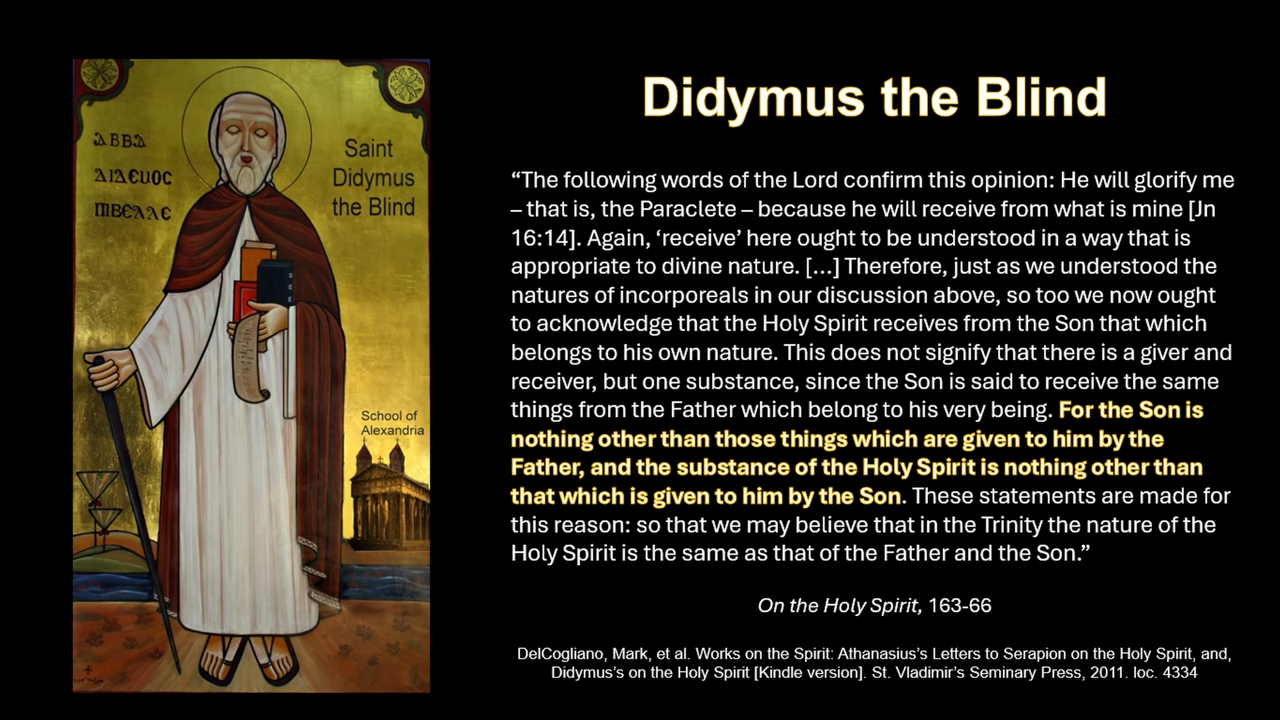 ⲀⲂⲂⲀ
ⲆⲒⲆⲈⲨⲞⲤ
ⲠⲒⲂⲈⲖⲖⲈ
Saint
Didymus
the Blind
School of
Alexandria
Didymus the Blind
“The following words of the Lord confirm this opinion: He will glorify me
– that is, the Paraclete – because he will receive from what is mine [Jn
16:14]. Again, ‘receive’ here ought to be understood in a way that is
appropriate to divine nature. […] Therefore, just as we understood the
natures of incorporeals in our discussion above, so too we now ought
to acknowledge that the Holy Spirit receives from the Son that which
belongs to his own nature. This does not signify that there is a giver and
receiver, but one substance, since the Son is said to receive the same
things from the Father which belong to his very being. For the Son is
nothing other than those things which are given to him by the
Father, and the substance of the Holy Spirit is nothing other than
that which is given to him by the Son. These statements are made for
this reason: so that we may believe that in the Trinity the nature of the
Holy Spirit is the same as that of the Father and the Son.”
On the Holy Spirit, 163-66
DelCogliano, Mark, et al. Works on the Spirit: Athanasius’s Letters to Serapion on the Holy Spirit, and,
Didymus’s on the Holy Spirit [Kindle version]. St. Vladimir’s Seminary Press, 2011. loc. 4334